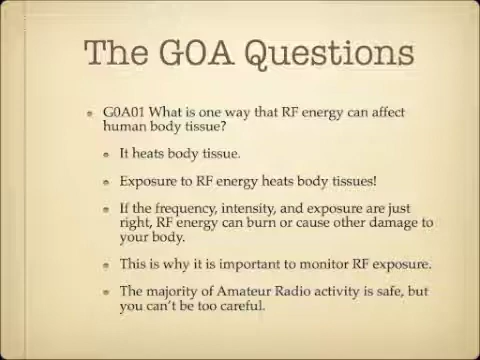 The GOA Questions
G0A01 What is one way that RF energy can affect
human body tissue?
It heats body tissue.
Exposure to RF energy heats body tissues!
If the frequency, intensity, and exposure are just
right, RF energy can burn or cause other damage to
your body.
This is why it is important to monitor RF exposure.
The majority of Amateur Radio activity is safe, but
you can't be too careful.